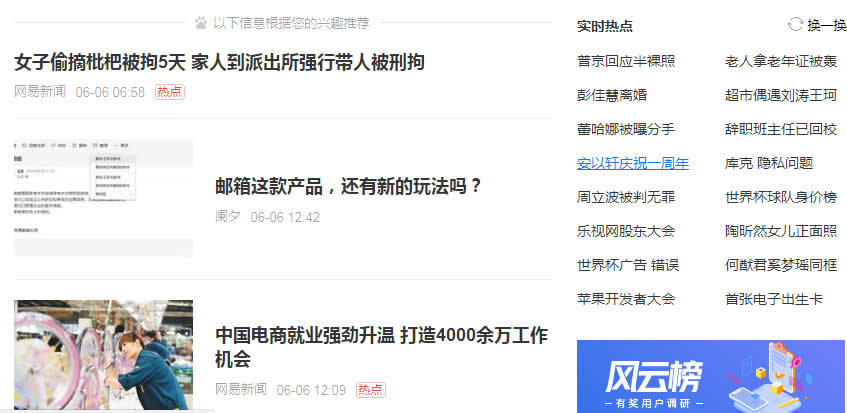 以下信息根据您的兴趣推荐
女子偷摘枇杷被拘5天 家人到派出所强行带人被刑拘
网易新闻 06-06 06:58 热点
邮箱这款产品，还有新的玩法吗？
阑夕 06-06 12:42
中国电商就业强劲升温 打造4000余万工作
机会
网易新闻 06-06 12:09 热点
实时热点 换一换
普京回应半裸照 老人拿老年证被轰
彭佳慧离婚 超市偶遇刘涛王珂
蕾哈娜被曝分手 辞职班主任已回校
安以轩庆祝一周年 库克 隐私问题
周立波被判无罪 世界杯球队身价榜
乐视网股东大会 陶昕然女儿正面照
世界杯广告 错误 何猷君奚梦瑶同框
苹果开发者大会 首张电子出生卡
风云榜
有奖用户调研